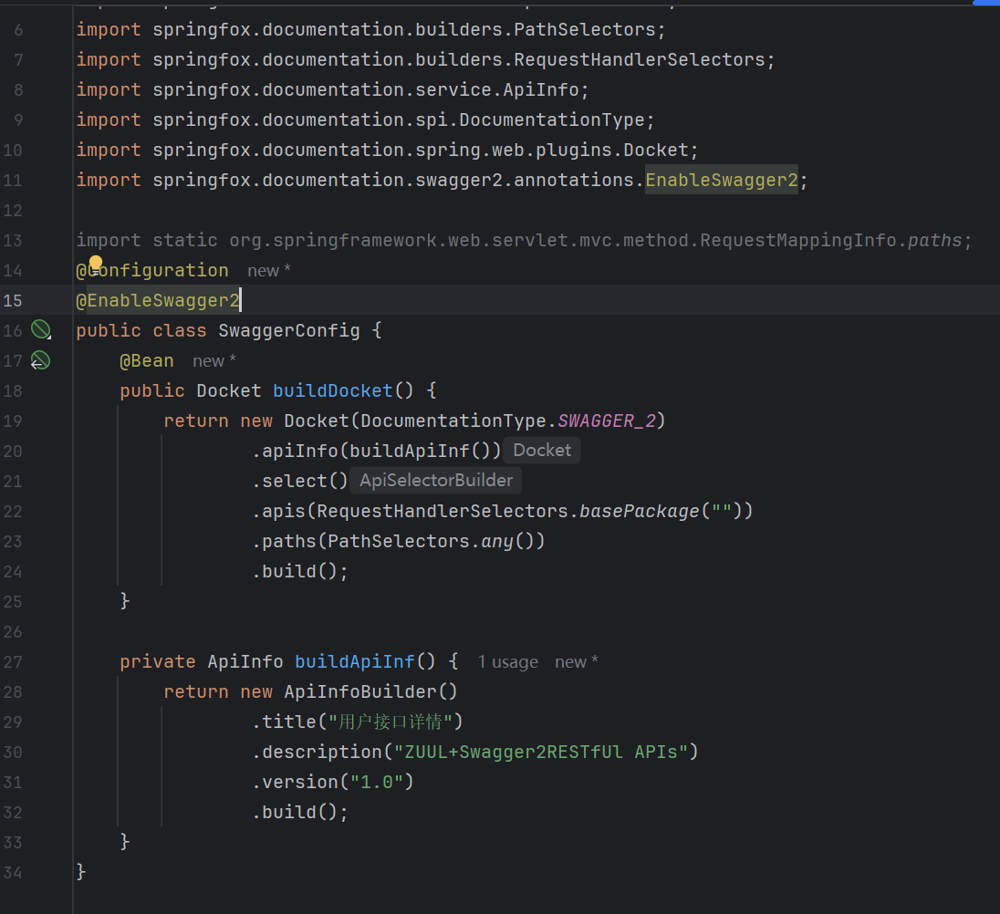 6 import springfox.documentation.builders.PathSelectors;
7 import springfox.documentation.builders.RequestHandlerSelectors;
8 import springfox.documentation.service.ApiInfo;
9 import springfox.documentation.spi.DocumentationType;
10 import springfox.documentation.spring.web.plugins.Docket;
11 import springfox.documentation.swagger2.annotations.EnableSwagger2;
12
13 import static org.springframework.web.servlet.mvc.method.RequestMappingInfo.paths;
14 @Configuration new *
15 @EnableSwagger2
16 public class SwaggerConfig {
17 @Bean new *
18 public Docket buildDocket() {
19 return new Docket(DocumentationType.SWAGGER_2)
20 .apiInfo(buildApiInf()) Docket
21 .select() ApiSelectorBuilder
22 .apis(RequestHandlerSelectors.basePackage(""))
23 .paths(PathSelectors.any())
24 .build();
25 }
26
27 private ApiInfo buildApiInf() { 1 usage new *
28 return new ApiInfoBuilder()
29 .title("用户接口详情")
30 .description("ZUUL+Swagger2RESTfUl APIs")
31 .version("1.0")
32 .build();
33 }
34 }